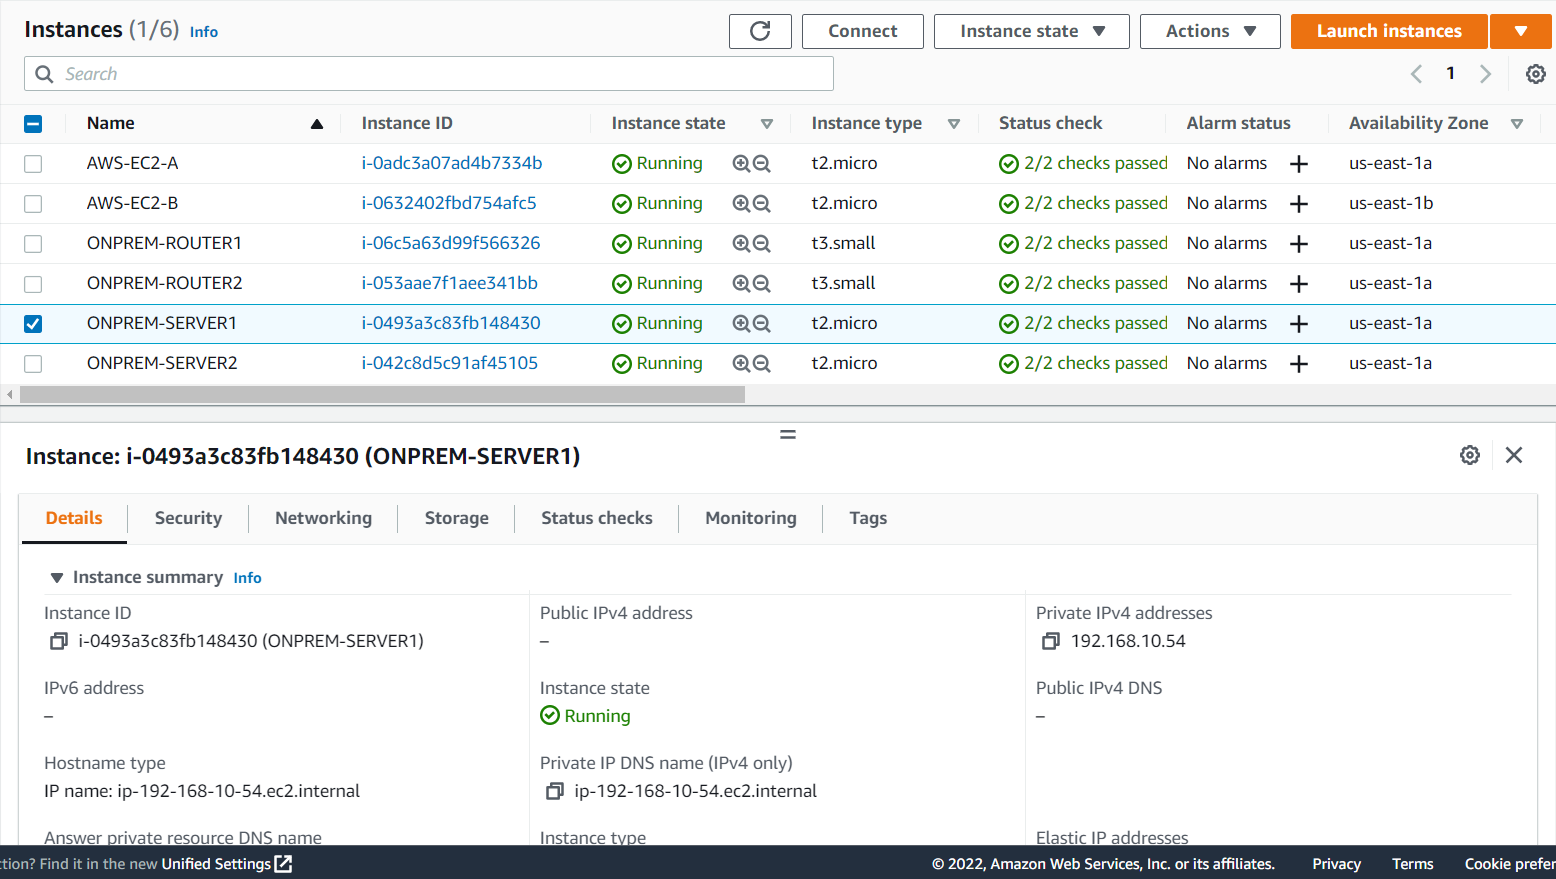 Instances (1/6) Info
Connect Instance state Actions Launch instances
Search
1
Name Instance ID Instance state Instance type Status check Alarm status Availability Zone
AWS-EC2-A i-0adc3a07ad4b7334b Running t2.micro 2/2 checks passed No alarms + us-east-1a
AWS-EC2-B i-0632402fbd754afc5 Running t2.micro 2/2 checks passed No alarms + us-east-1b
ONPREM-ROUTER1 i-06c5a63d99f566326 Running t3.small 2/2 checks passed No alarms + us-east-1a
ONPREM-ROUTER2 i-053aae7f1aee341bb Running t3.small 2/2 checks passed No alarms + us-east-1a
ONPREM-SERVER1 i-0493a3c83fb148430 Running t2.micro 2/2 checks passed No alarms + us-east-1a
ONPREM-SERVER2 i-042c8d5c91af45105 Running t2.micro 2/2 checks passed No alarms + us-east-1a
Instance: i-0493a3c83fb148430 (ONPREM-SERVER1)
Details Security Networking Storage Status checks Monitoring Tags
Instance summary Info
Instance ID Public IPv4 address Private IPv4 addresses
i-0493a3c83fb148430 (ONPREM-SERVER1) – 192.168.10.54
IPv6 address Instance state Public IPv4 DNS
– Running –
Hostname type Private IP DNS name (IPv4 only)
IP name: ip-192-168-10-54.ec2.internal ip-192-168-10-54.ec2.internal
Answer private resource DNS name Instance type Elastic IP addresses
ction? Find it in the new Unified Settings © 2022, Amazon Web Services, Inc. or its affiliates. Privacy Terms Cookie prefer